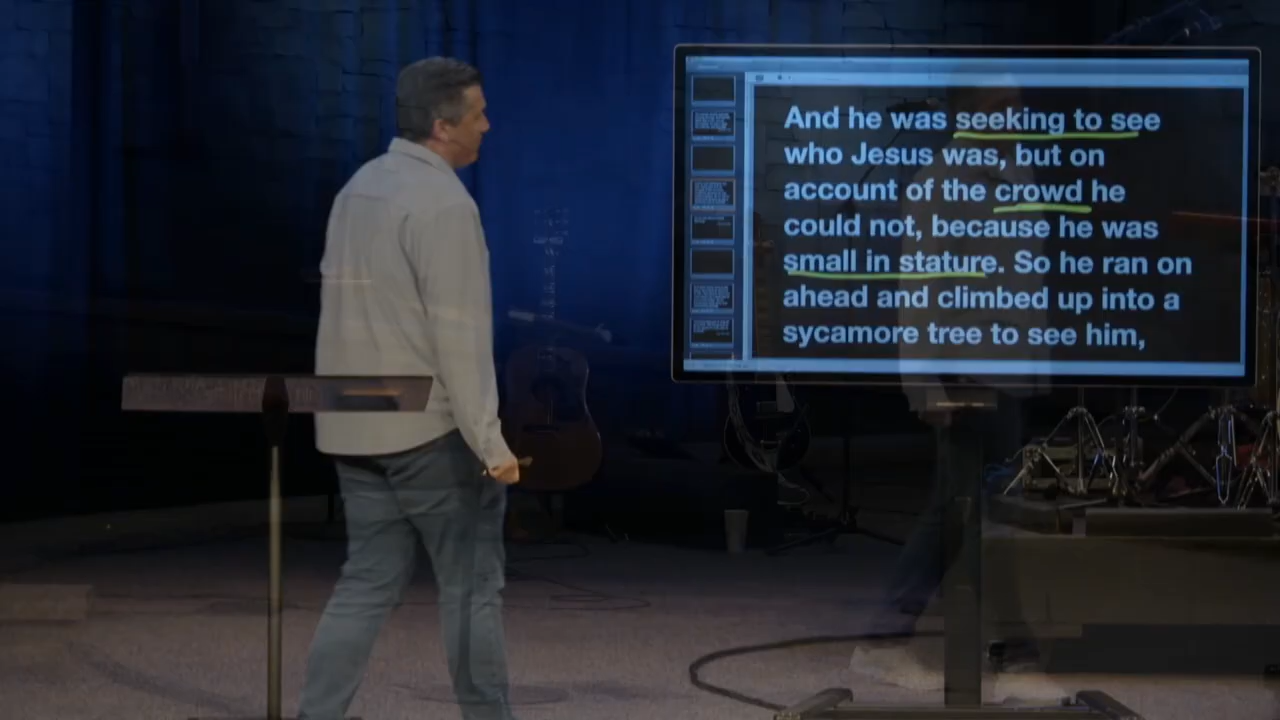 And he was seeking to see
who Jesus was, but on
account of the crowd he
could not, because he was
small in stature. So he ran on
ahead and climbed up into a
sycamore tree to see him,